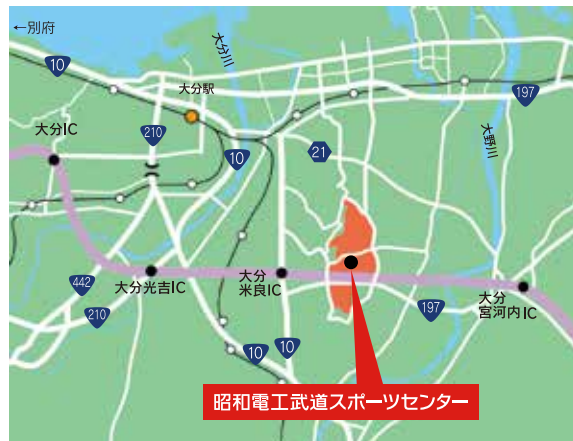 ←別府
10
大分川
大分駅
197
大分IC
210
10
21
大野川
442
大分光吉IC
大分
米良IC
大分
宮河内IC
197
210
10
10
昭和電工武道スポーツセンター